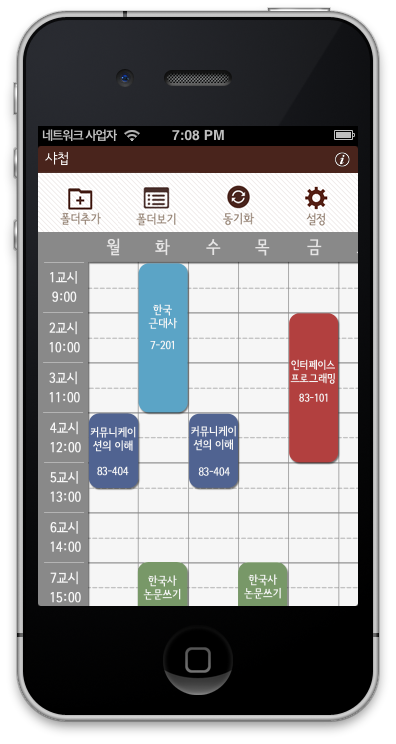 네트워크 사업자 7:08 PM
샤첩
폴더추가 폴더보기 동기화 설정
월 화 수 목 금
1교시
9:00
2교시
10:00
3교시
11:00
4교시
12:00
5교시
13:00
6교시
14:00
7교시
15:00
한국
근대사
7-201
인터페이스
프로그래밍
83-101
커뮤니케이
션의 이해
83-404
커뮤니케이
션의 이해
83-404
한국사
논문쓰기
한국사
논문쓰기